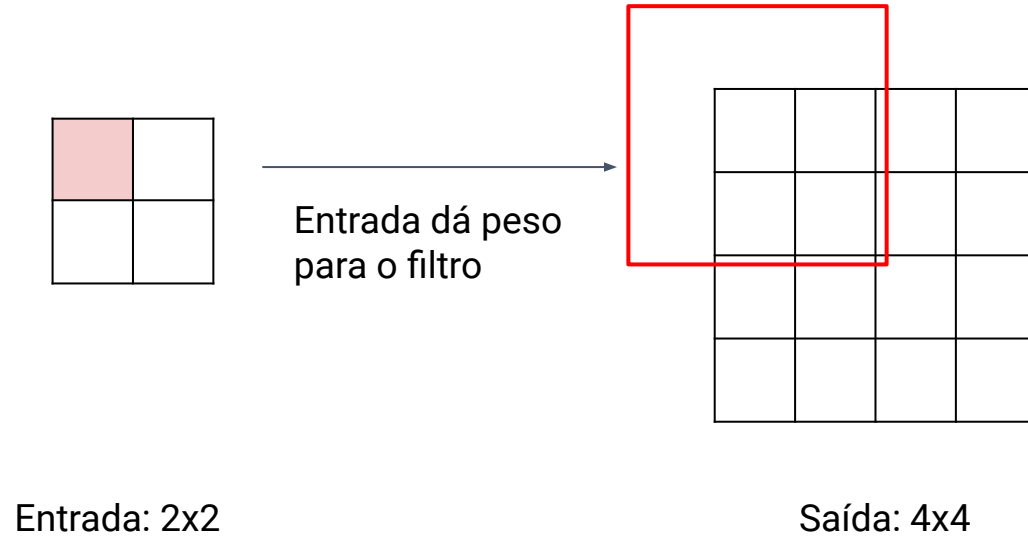 Entrada dá peso
para o filtro
Entrada: 2x2
Saída: 4x4